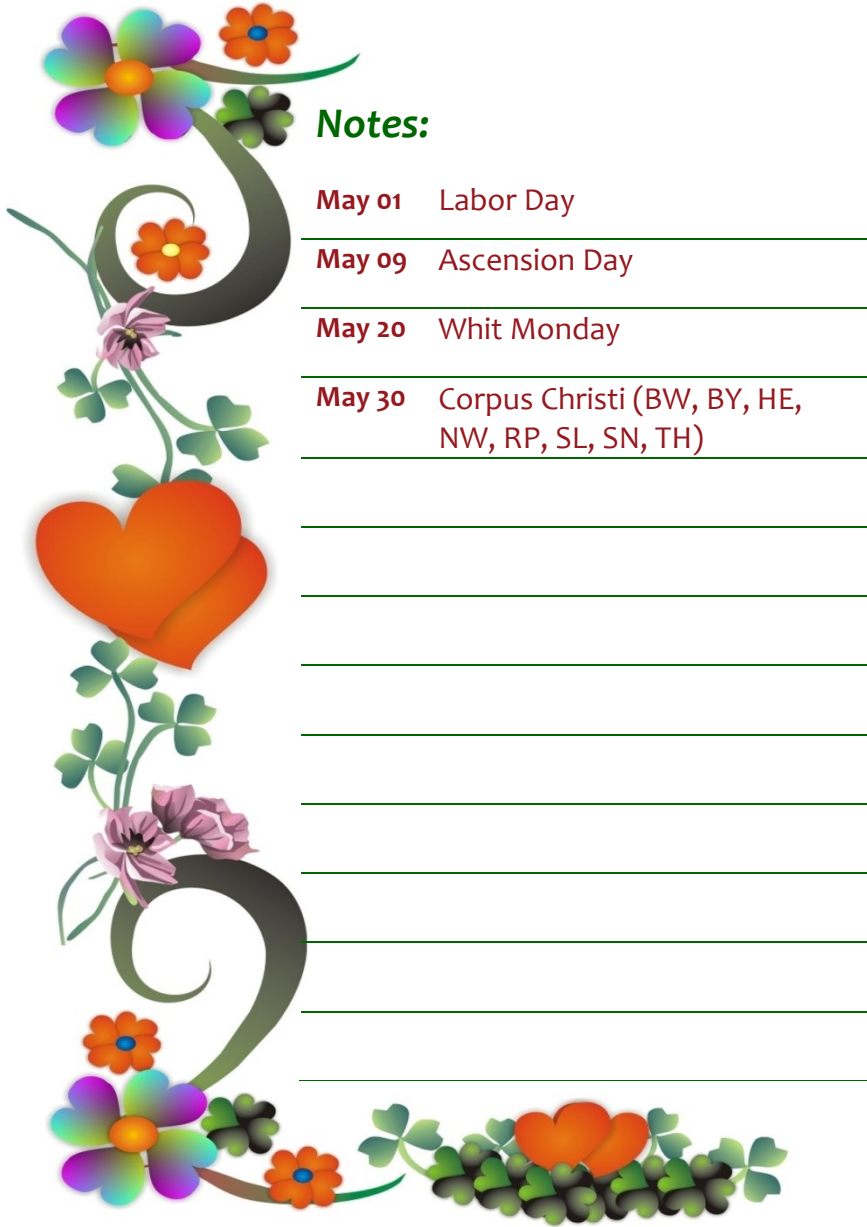 Notes:
May 01 Labor Day
May 09 Ascension Day
May 20 Whit Monday
May 30 Corpus Christi (BW, BY, HE,
NW, RP, SL, SN, TH)